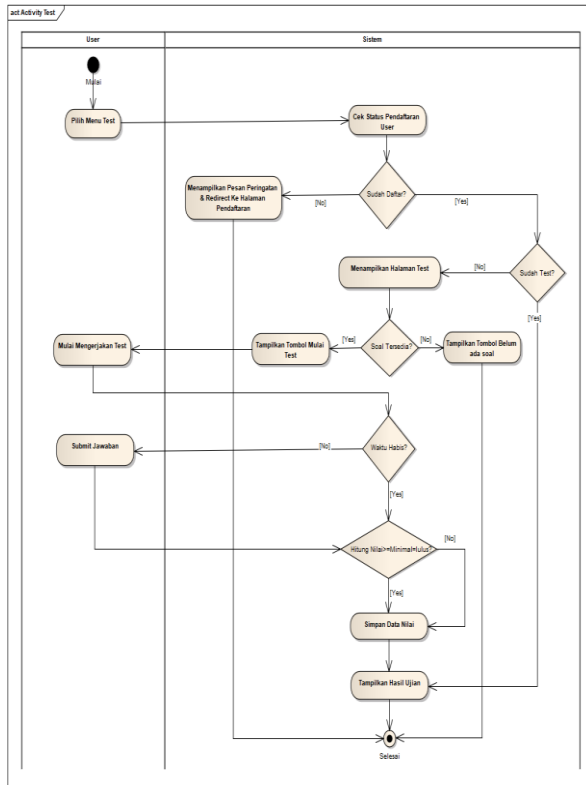 act Activity Test
User
Sistem
Mulai
Pilih Menu Test
Cek Status Pendaftaran
User
Menampilkan Pesan Peringatan
& Redirect Ke Halaman
Pendaftaran
[No]
Sudah Daftar?
[Yes]
Menampilkan Halaman Test
[No]
Sudah Test?
[Yes]
Mulai Mengerjakan Test
Tampilkan Tombol Mulai
Test
[Yes]
Soal Tersedia?
[No]
Tampilkan Tombol Belum
ada soal
Submit Jawaban
[No]
Waktu Habis?
[Yes]
Hitung Nilai>=Minimal=lulus?
[No]
[Yes]
Simpan Data Nilai
Tampilkan Hasil Ujian
Selesai